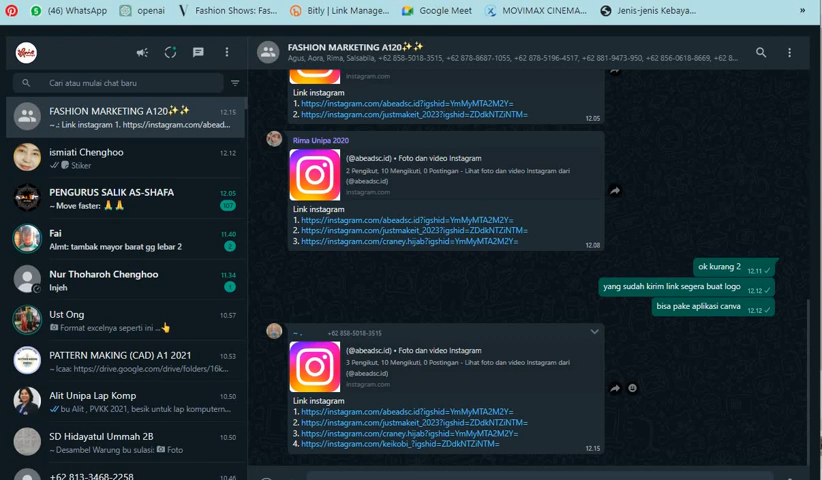 (46) WhatsApp
openai
Fashion Shows: Fas...
Bitly | Link Manage...
Google Meet
MOVIMAX CINEMA...
Jenis-jenis Kebaya...
»
Cari atau mulai chat baru
FASHION MARKETING A120✨✨ 12.15
~ .: Link instagram 1. https://instagram.com/abead...
ismiati Chenghoo 12.12
Stiker
PENGURUS SALIK AS-SHAFA 12.05
~ Move faster: 🙏🙏 107
Fai 11.40
Almt: tambak mayor barat gg lebar 2 2
Nur Thoharoh Chenghoo 11.34
Injeh 1
Ust Ong 10.57
Format excelnya seperti ini ...👆
PATTERN MAKING (CAD) A1 2021 10.53
~ Icaa: https://drive.google.com/drive/folders/16k...
Alit Unipa Lap Komp 10.50
bu Alit , PVKK 2021, besik untuk lap komputern...
SD Hidayatul Ummah 2B 10.50
~ Desembel Warung bu sulasi: Foto
+62 813-3468-2258 10.46
FASHION MARKETING A120✨✨
Agus, Aora, Rima, Salsabila, +62 858-5018-3515, +62 878-8687-1055, +62 878-5196-4517, +62 881-9473-950, +62 856-0618-8669, +62 8...
instagram.com
Link instagram
1. https://instagram.com/abeadsc.id?igshid=YmMyMTA2M2Y=
2. https://instagram.com/justmakeit_2023?igshid=ZDdkNTZiNTM=
12.05
Rima Unipa 2020
(@abeadsc.id) • Foto dan video Instagram
2 Pengikut, 10 Mengikuti, 0 Postingan - Lihat foto dan video Instagram dari
(@abeadsc.id)
instagram.com
Link instagram
1. https://instagram.com/abeadsc.id?igshid=YmMyMTA2M2Y=
2. https://instagram.com/justmakeit_2023?igshid=ZDdkNTZiNTM=
3. https://instagram.com/craney.hijab?igshid=YmMyMTA2M2Y=
12.08
ok kurang 2 12.11
yang sudah kirim link segera buat logo 12.12
bisa pake aplikasi canva 12.12
~ . +62 858-5018-3515
(@abeadsc.id) • Foto dan video Instagram
3 Pengikut, 10 Mengikuti, 0 Postingan - Lihat foto dan video Instagram dari
(@abeadsc.id)
instagram.com
Link instagram
1. https://instagram.com/abeadsc.id?igshid=YmMyMTA2M2Y=
2. https://instagram.com/justmakeit_2023?igshid=ZDdkNTZiNTM=
3. https://instagram.com/craney.hijab?igshid=YmMyMTA2M2Y=
4. https://instagram.com/keikobi_?igshid=ZDdkNTZiNTM=
12.15